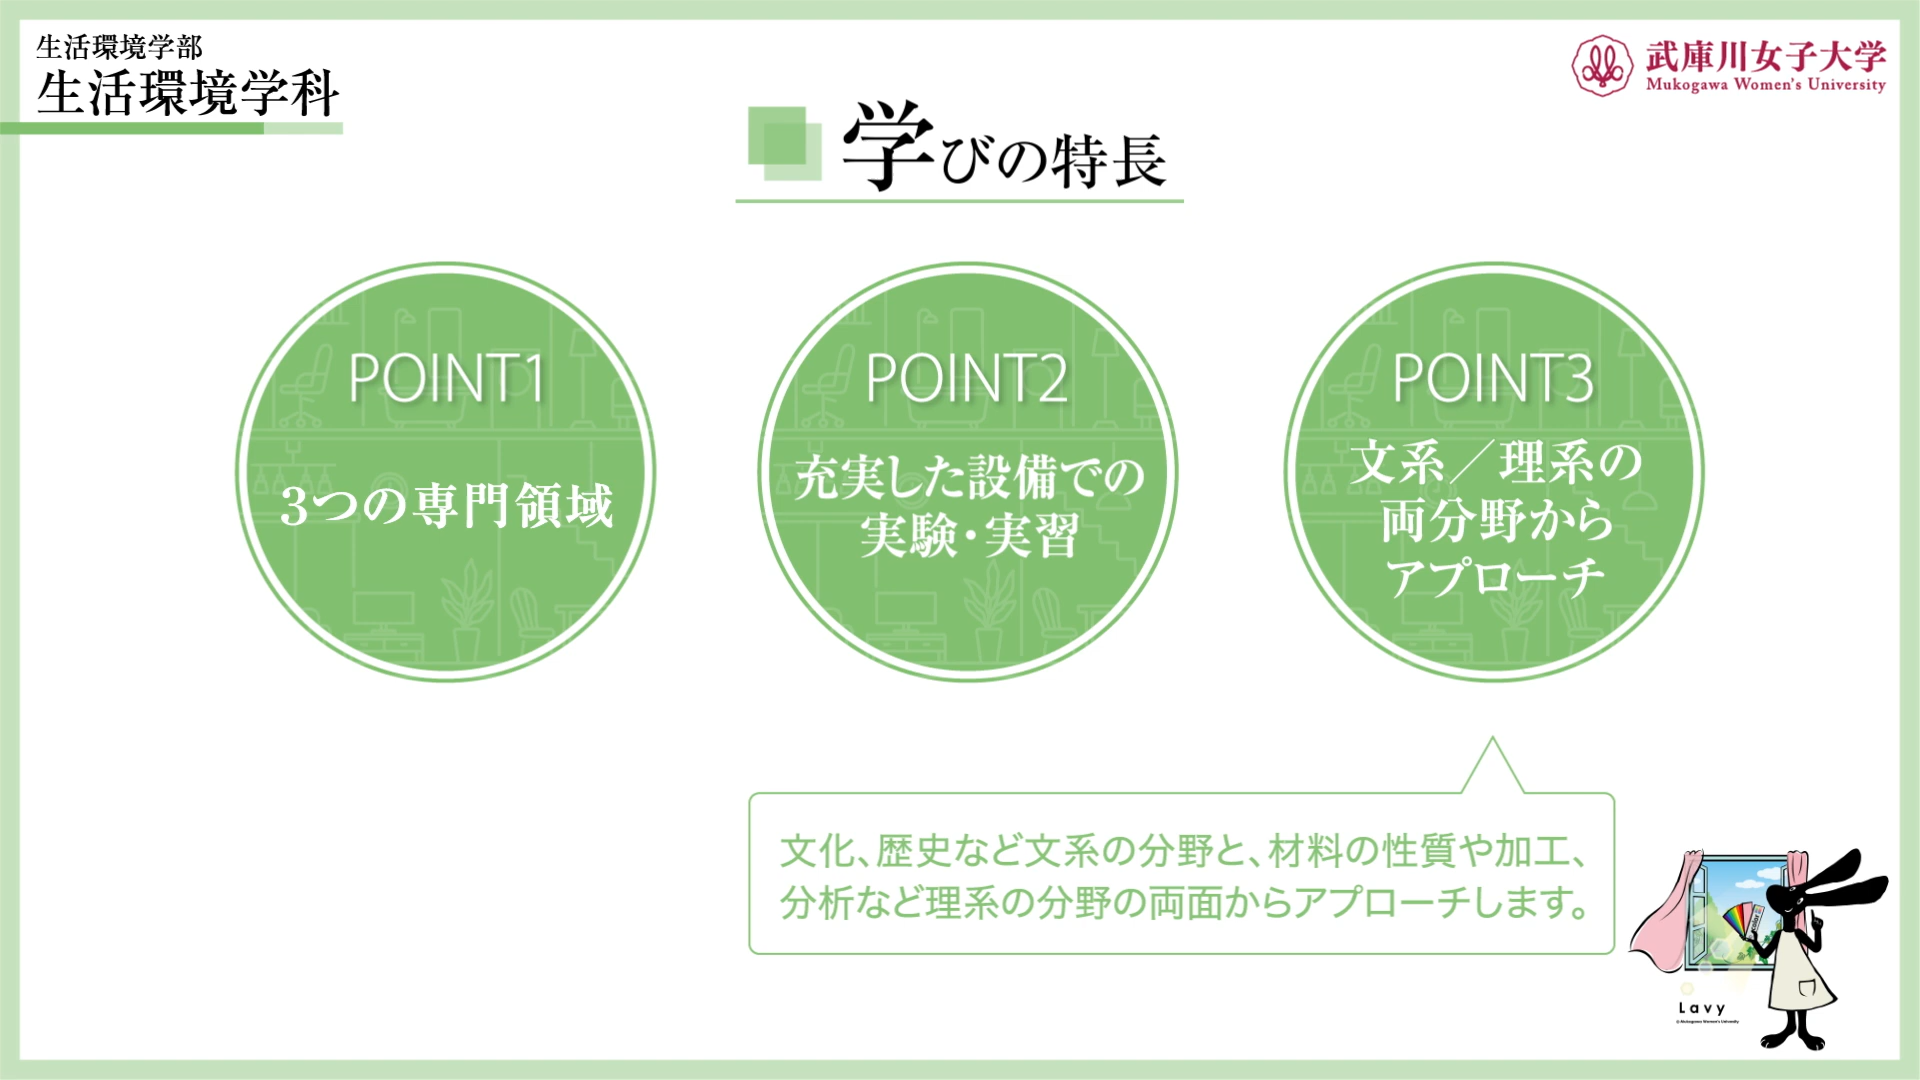 生活環境学部
生活環境学科
武庫川女子大学
Mukogawa Women's University
学びの特長
POINT1
3つの専門領域
POINT2
充実した設備での
実験・実習
POINT3
文系／理系の
両分野から
アプローチ
文化、歴史など文系の分野と、材料の性質や加工、
分析など理系の分野の両面からアプローチします。
color
Lavy
© Mukogawa Women's University